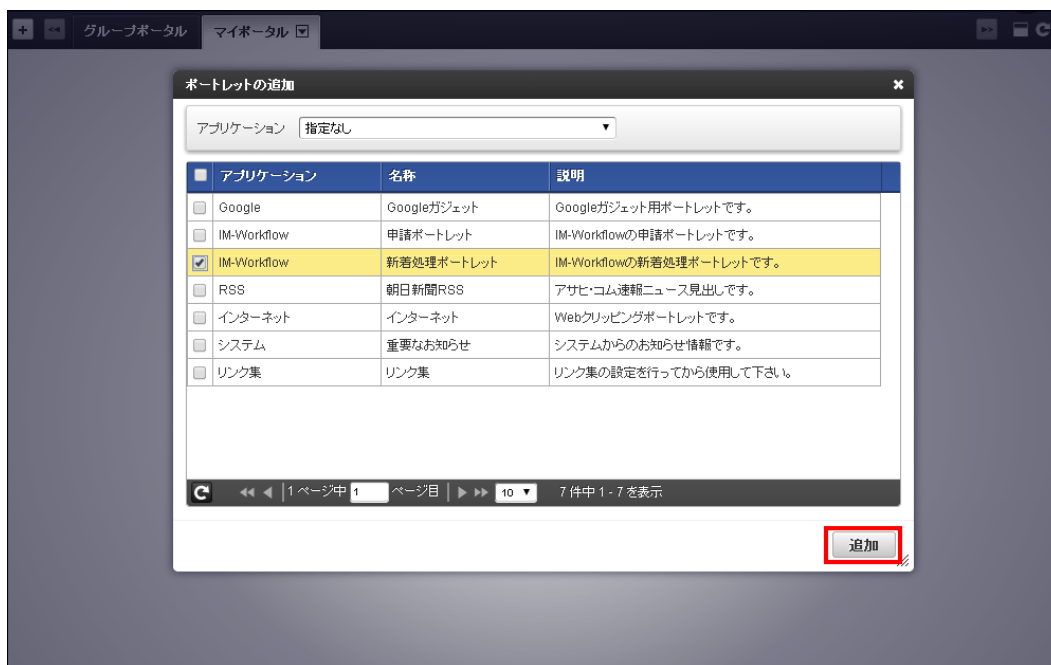 グループポータル マイポータル
ポートレットの追加
アプリケーション 指定なし
アプリケーション 名称 説明
Google Googleガジェット Googleガジェット用ポートレットです。
IM-Workflow 申請ポートレット IM-Workflowの申請ポートレットです。
IM-Workflow 新着処理ポートレット IM-Workflowの新着処理ポートレットです。
RSS 朝日新聞RSS アサヒ・コム速報ニュース見出しです。
インターネット インターネット Webクリッピングポートレットです。
システム 重要なお知らせ システムからのお知らせ情報です。
リンク集 リンク集 リンク集の設定を行ってから使用して下さい。
1 ページ中 1 ページ目 10 7 件中 1 - 7 を表示
追加